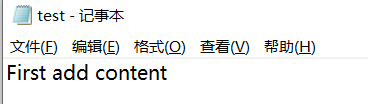 test - 记事本
文件(F) 编辑(E) 格式(O) 查看(V) 帮助(H)
First add content